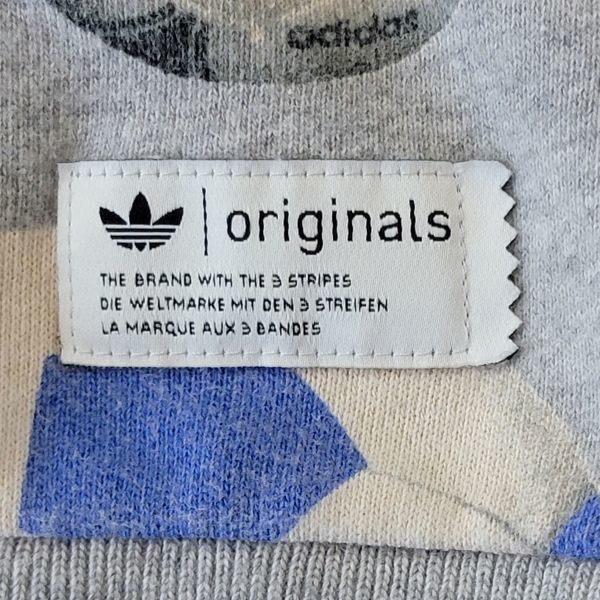 adidas
originals
THE BRAND WITH THE 3 STRIPES
DIE WELTMARKE MIT DEN 3 STREIFEN
LA MARQUE AUX 3 BANDES